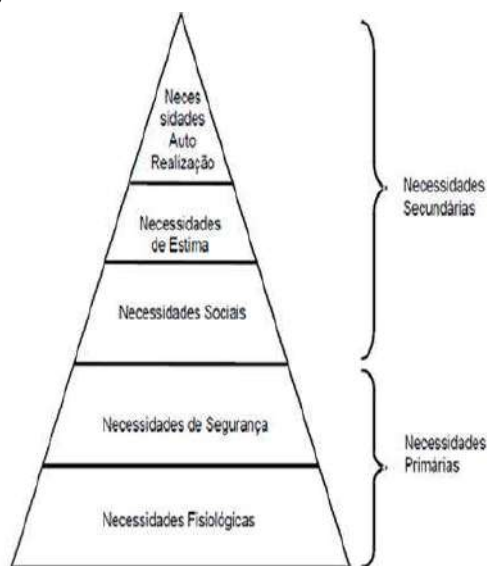 Neces
sidades
Auto
Realização
Necessidades
de Estima
Necessidades Sociais
Necessidades de Segurança
Necessidades Fisiológicas
Necessidades
Secundárias
Necessidades
Primárias